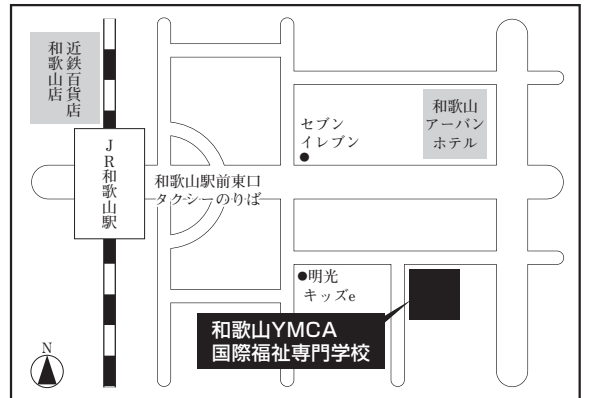 近鉄百貨店
和歌山店
JR和歌山駅
和歌山駅前東口
タクシーのりば
セブン
イレブン
和歌山
アーバン
ホテル
明光
キッズe
和歌山YMCA
国際福祉専門学校
N